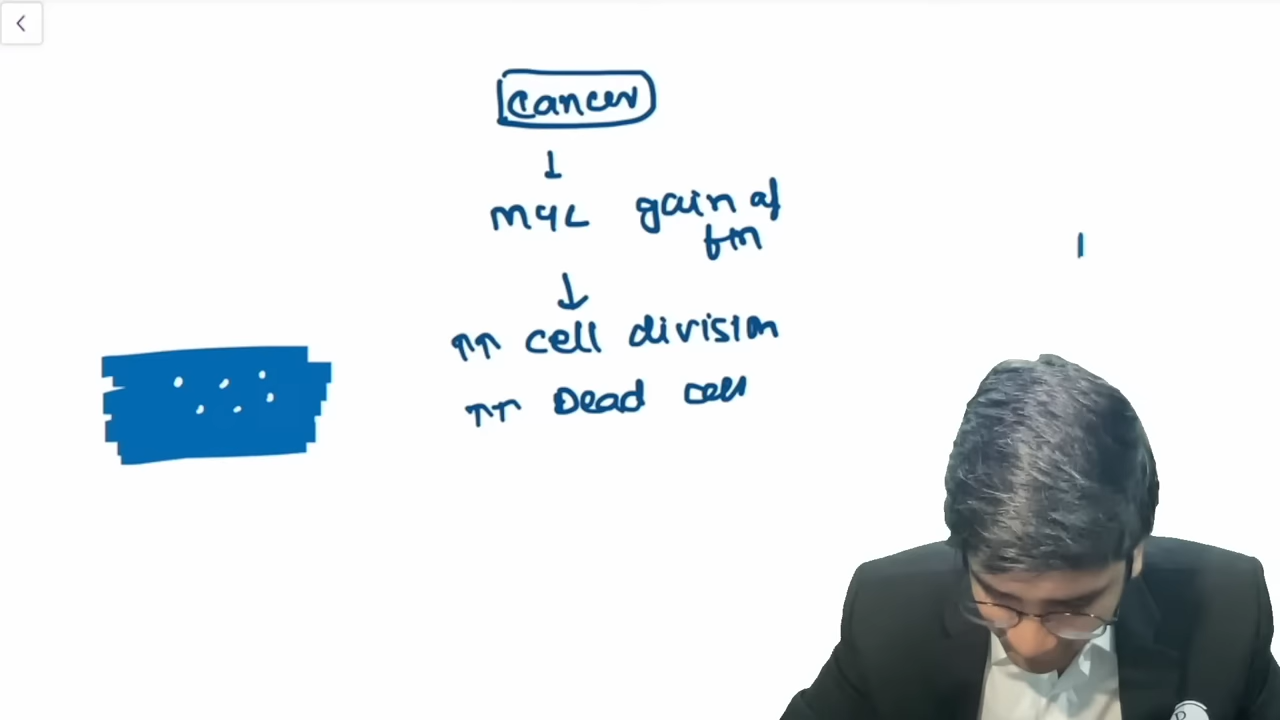 Cancer
↓
MYC gain of
fn
↓
↑↑ cell division
↑↑ Dead cell